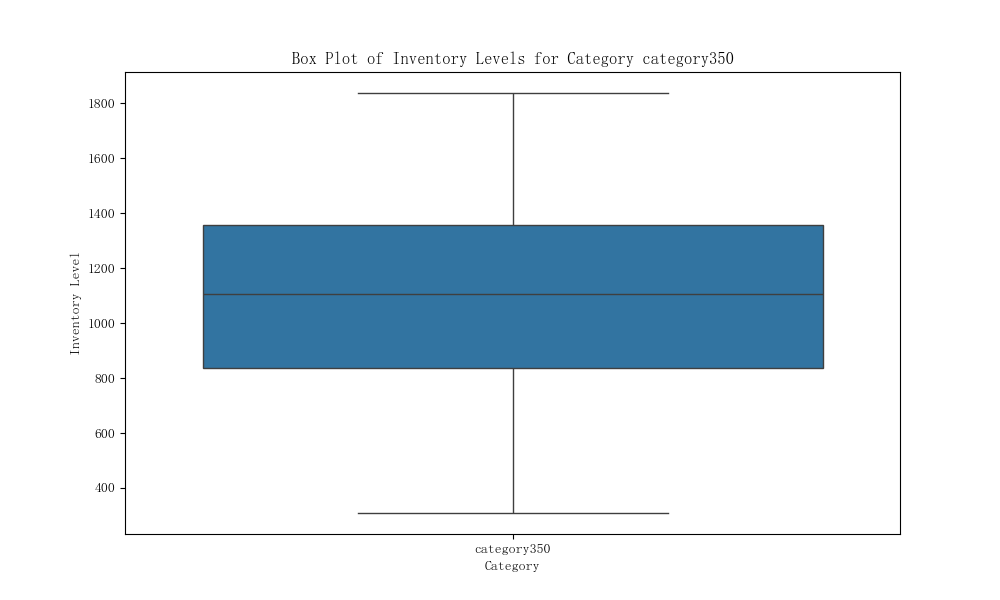 Box Plot of Inventory Levels for Category category350
1800
1600
1400
1200
1000
800
600
400
Inventory Level
category350
Category